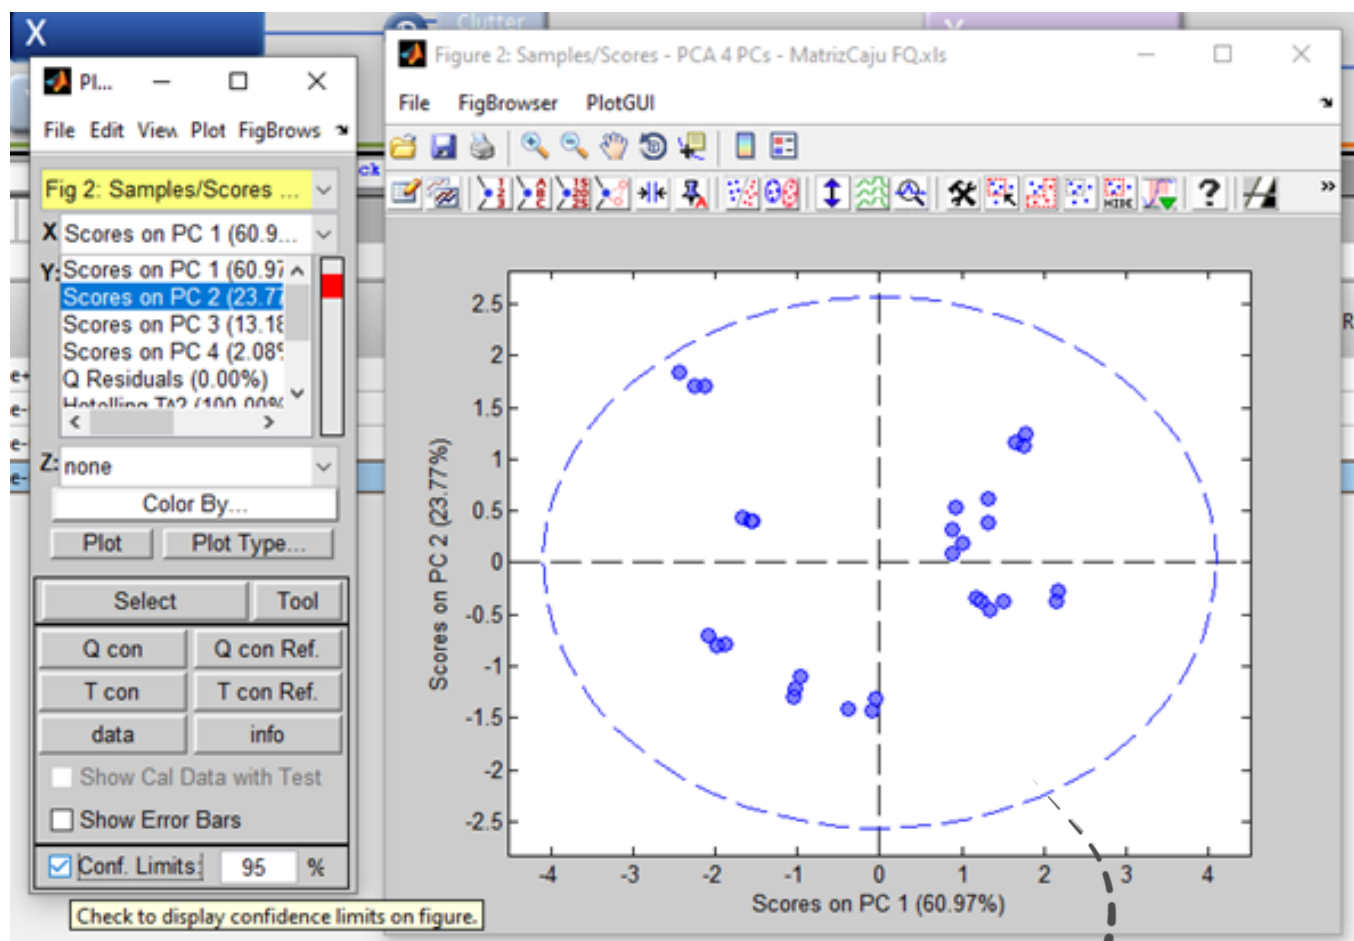 X
Clutter
Pl...
File Edit View Plot FigBrows
Fig 2: Samples/Scores ...
X Scores on PC 1 (60.9...
Y: Scores on PC 1 (60.97
Scores on PC 2 (23.77
Scores on PC 3 (13.18
Scores on PC 4 (2.08%
Q Residuals (0.00%)
Hotelling T^2 (100.00%
Z: none
Color By...
Plot Plot Type...
Select Tool
Q con Q con Ref.
T con T con Ref.
data info
Show Cal Data with Test
Show Error Bars
Conf. Limits: 95 %
Check to display confidence limits on figure.
Figure 2: Samples/Scores - PCA 4 PCs - MatrizCaju FQ.xls
File FigBrowser PlotGUI
HIDE ?
2.5
2
1.5
1
0.5
0
-0.5
-1
-1.5
-2
-2.5
Scores on PC 2 (23.77%)
-4 -3 -2 -1 0 1 2 3 4
Scores on PC 1 (60.97%)